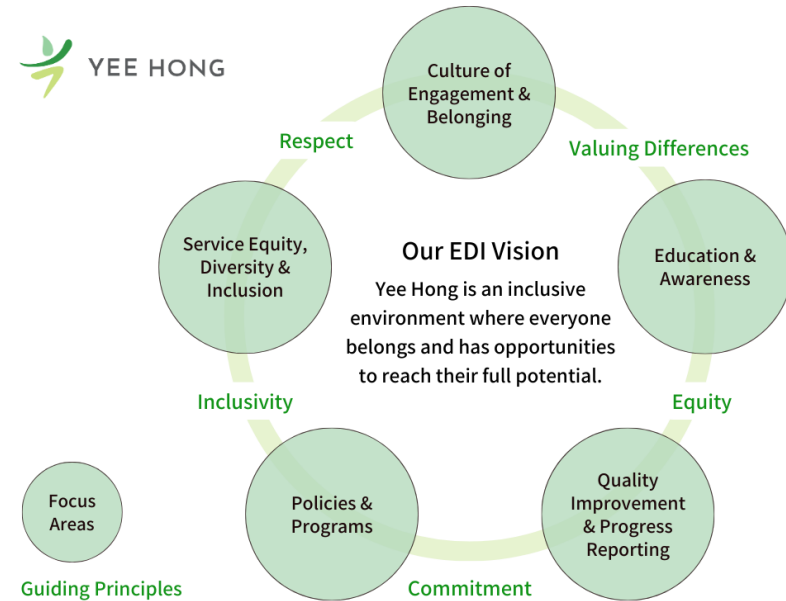 YEE HONG
Culture of
Engagement &
Belonging
Respect
Valuing Differences
Service Equity,
Diversity &
Inclusion
Our EDI Vision
Yee Hong is an inclusive
environment where everyone
belongs and has opportunities
to reach their full potential.
Education &
Awareness
Inclusivity
Equity
Focus
Areas
Policies &
Programs
Quality
Improvement
& Progress
Reporting
Guiding Principles
Commitment